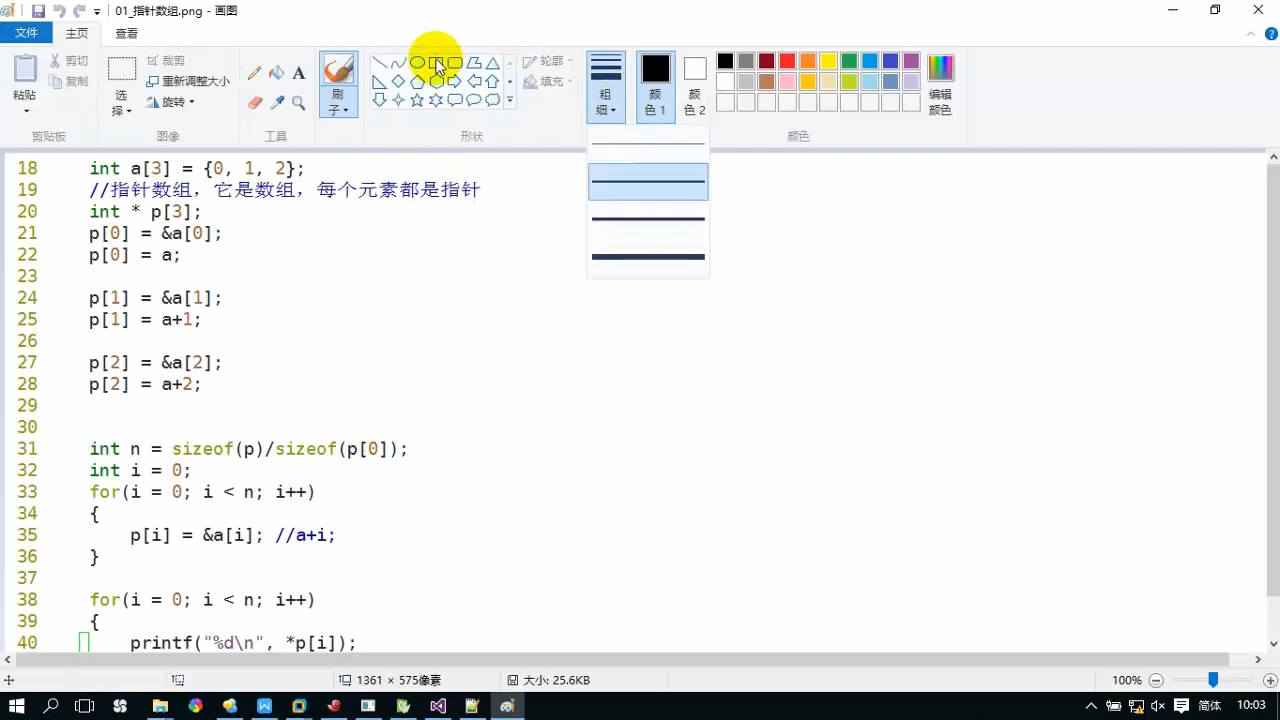 01_指针数组.png - 画图
文件 主页 查看
粘贴 剪切 复制 剪贴板
选择 裁剪 重新调整大小 旋转 图像
A 工具
刷子
轮廓 填充 形状
粗细
颜色 1 颜色 2 编辑颜色 颜色
18 int a[3] = {0, 1, 2};
19 //指针数组，它是数组，每个元素都是指针
20 int * p[3];
21 p[0] = &a[0];
22 p[0] = a;
23
24 p[1] = &a[1];
25 p[1] = a+1;
26
27 p[2] = &a[2];
28 p[2] = a+2;
29
30
31 int n = sizeof(p)/sizeof(p[0]);
32 int i = 0;
33 for(i = 0; i < n; i++)
34 {
35 p[i] = &a[i]; //a+i;
36 }
37
38 for(i = 0; i < n; i++)
39 {
40 printf("%d\n", *p[i]);
1361 × 575像素 大小: 25.6KB 100%
简体 10:03